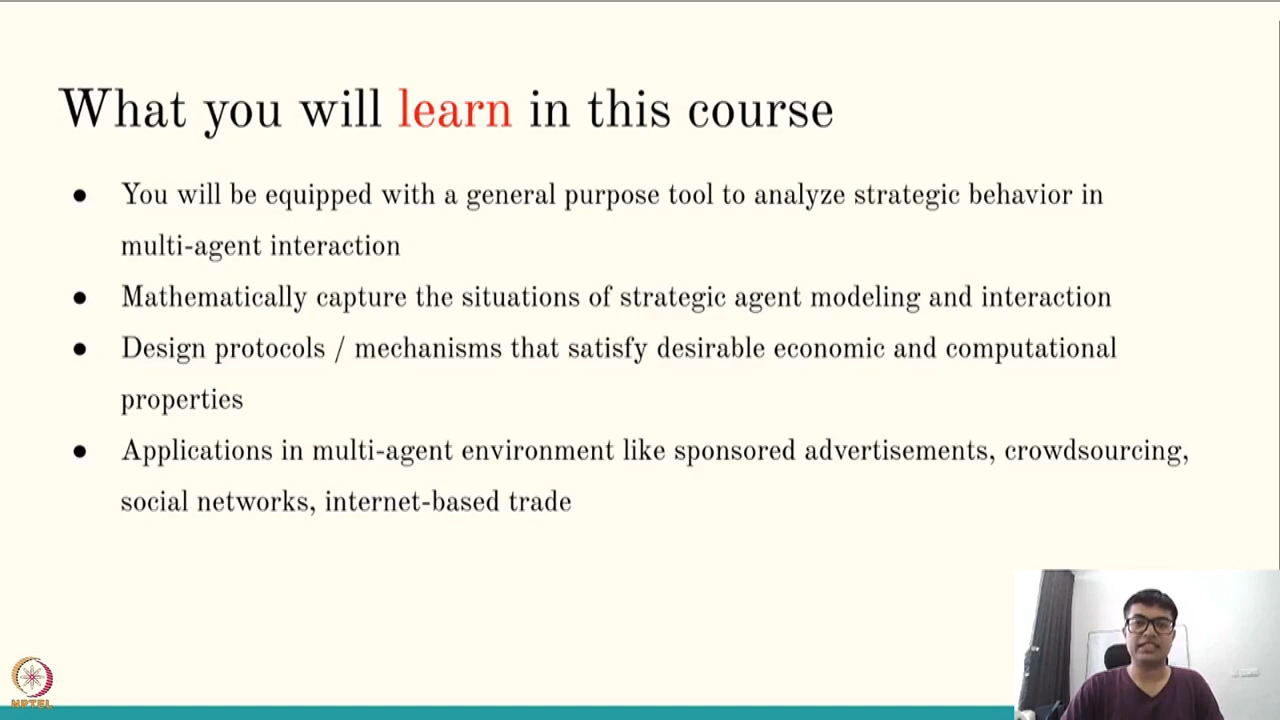 What you will learn in this course
● You will be equipped with a general purpose tool to analyze strategic behavior in
multi-agent interaction
● Mathematically capture the situations of strategic agent modeling and interaction
● Design protocols / mechanisms that satisfy desirable economic and computational
properties
● Applications in multi-agent environment like sponsored advertisements, crowdsourcing,
social networks, internet-based trade
NPTEL